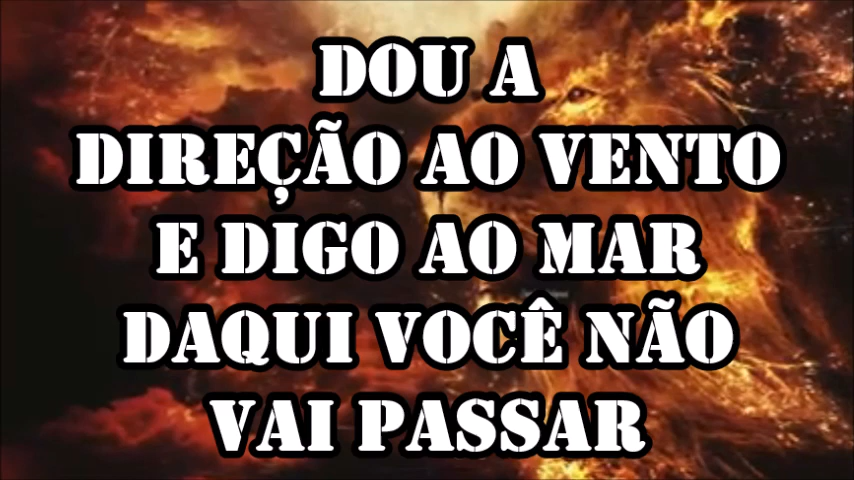 DOU A
DIREÇÃO AO VENTO
E DIGO AO MAR
DAQUI VOCÊ NÃO
VAI PASSAR